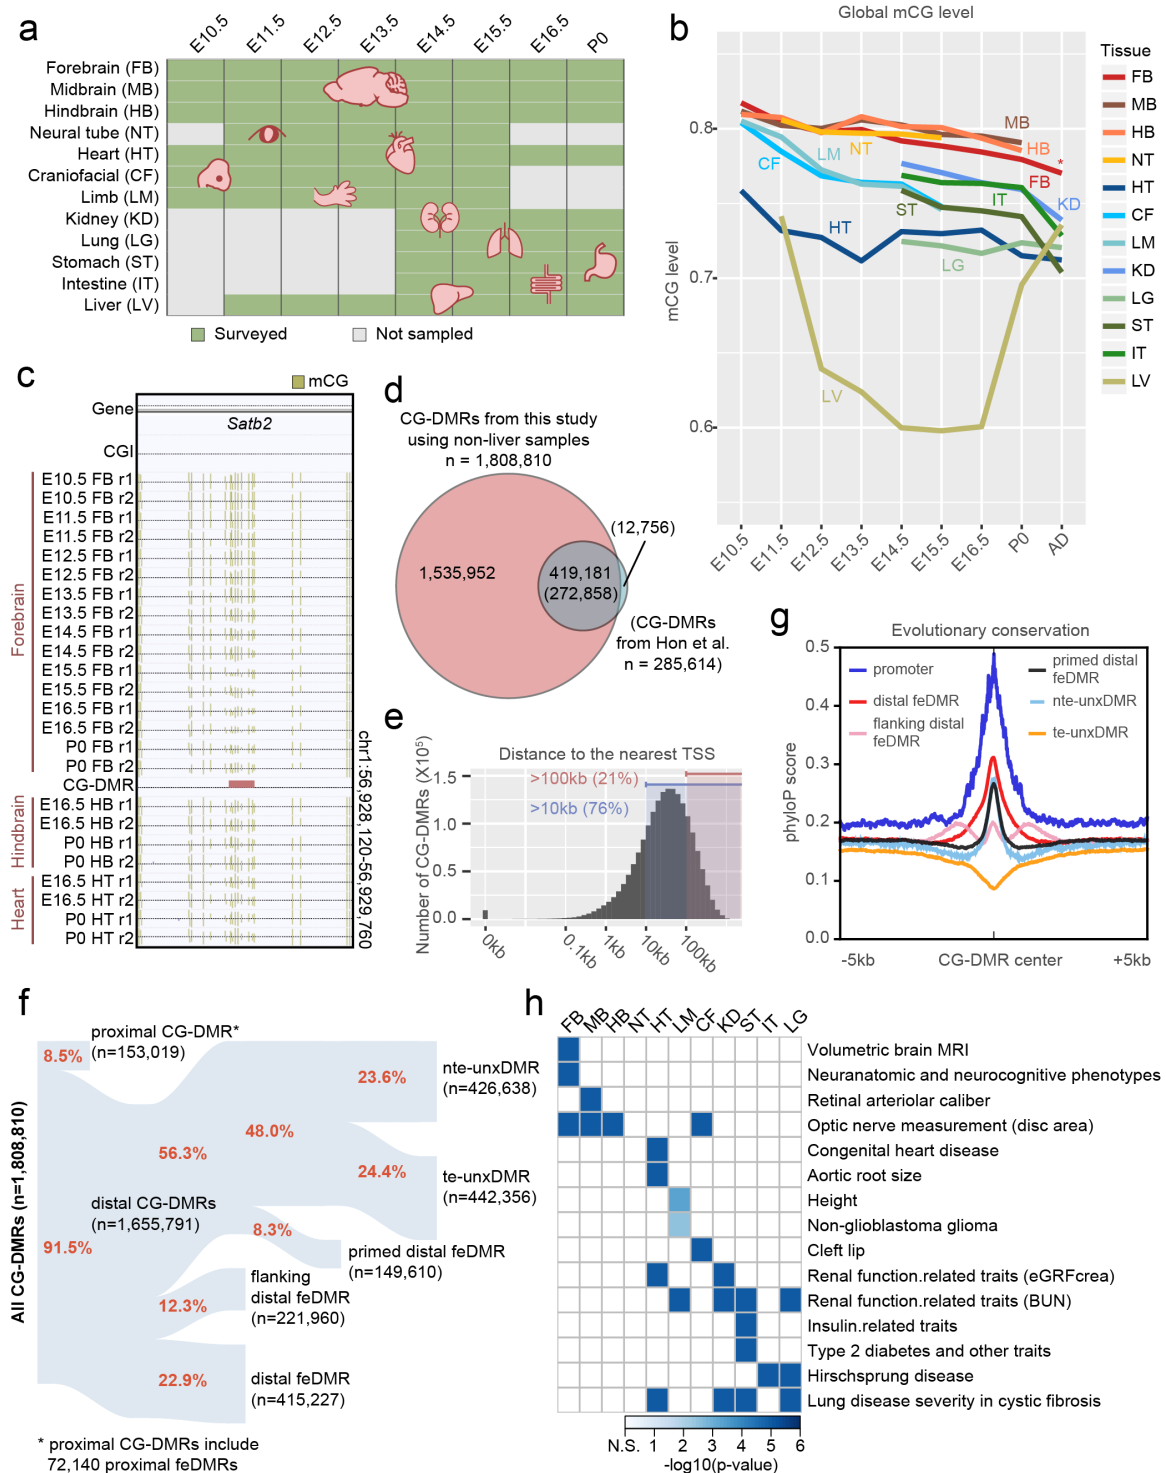 a
E10.5
E11.5
E12.5
E13.5
E14.5
E15.5
E16.5
P0
Forebrain (FB)
Midbrain (MB)
Hindbrain (HB)
Neural tube (NT)
Heart (HT)
Craniofacial (CF)
Limb (LM)
Kidney (KD)
Lung (LG)
Stomach (ST)
Intestine (IT)
Liver (LV)
Surveyed
Not sampled
b
Global mCG level
mCG level
0.8
0.7
0.6
MB
HB
FB
*
NT
LM
CF
IT
KD
ST
HT
LG
LV
E10.5
E11.5
E12.5
E13.5
E14.5
E15.5
E16.5
P0
AD
Tissue
FB
MB
HB
NT
HT
CF
LM
KD
LG
ST
IT
LV
c
mCG
Gene
Satb2
CGI
Forebrain
E10.5 FB r1
E10.5 FB r2
E11.5 FB r1
E11.5 FB r2
E12.5 FB r1
E12.5 FB r2
E13.5 FB r1
E13.5 FB r2
E14.5 FB r1
E14.5 FB r2
E15.5 FB r1
E15.5 FB r2
E16.5 FB r1
E16.5 FB r2
P0 FB r1
P0 FB r2
CG-DMR
Hindbrain
E16.5 HB r1
E16.5 HB r2
P0 HB r1
P0 HB r2
Heart
E16.5 HT r1
E16.5 HT r2
P0 HT r1
P0 HT r2
chr1:56,928,120-56,929,760
d
CG-DMRs from this study
using non-liver samples
n = 1,808,810
(12,756)
1,535,952
419,181
(272,858)
(CG-DMRs
from Hon et al.
n = 285,614)
e
Distance to the nearest TSS
Number of CG-DMRs (X10⁵)
1.5
1.0
0.5
0.0
>100kb (21%)
>10kb (76%)
0kb
0.1kb
1kb
10kb
100kb
g
Evolutionary conservation
phyloP score
0.5
0.4
0.3
0.2
0.1
0.0
promoter
distal feDMR
flanking distal
feDMR
primed distal
feDMR
nte-unxDMR
te-unxDMR
-5kb
CG-DMR center
+5kb
f
All CG-DMRs (n=1,808,810)
8.5%
proximal CG-DMR*
(n=153,019)
91.5%
distal CG-DMRs
(n=1,655,791)
56.3%
48.0%
23.6%
nte-unxDMR
(n=426,638)
24.4%
te-unxDMR
(n=442,356)
8.3%
primed distal feDMR
(n=149,610)
12.3%
flanking
distal feDMR
(n=221,960)
22.9%
distal feDMR
(n=415,227)
* proximal CG-DMRs include
72,140 proximal feDMRs
h
FB
MB
HB
NT
HT
LM
CF
KD
ST
IT
LG
Volumetric brain MRI
Neuranatomic and neurocognitive phenotypes
Retinal arteriolar caliber
Optic nerve measurement (disc area)
Congenital heart disease
Aortic root size
Height
Non-glioblastoma glioma
Cleft lip
Renal function.related traits (eGRFcrea)
Renal function.related traits (BUN)
Insulin.related traits
Type 2 diabetes and other traits
Hirschsprung disease
Lung disease severity in cystic fibrosis
N.S. 1 2 3 4 5 6
-log10(p-value)